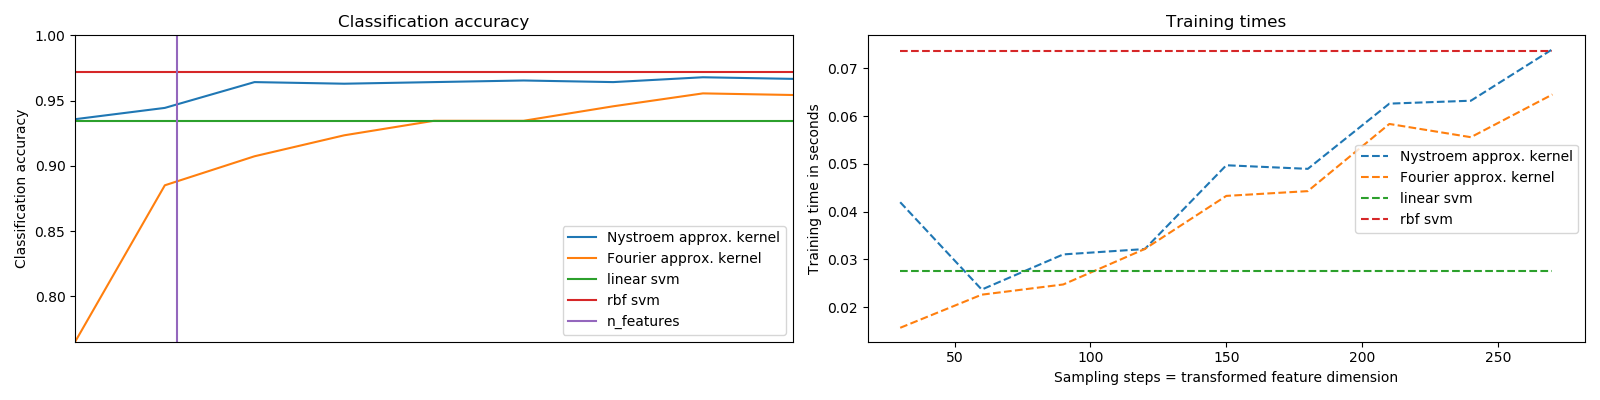 Classification accuracy
1.00
0.95
0.90
0.85
0.80
Classification accuracy
Nystroem approx. kernel
Fourier approx. kernel
linear svm
rbf svm
n_features
Training times
0.07
0.06
0.05
0.04
0.03
0.02
Training time in seconds
Nystroem approx. kernel
Fourier approx. kernel
linear svm
rbf svm
50 100 150 200 250
Sampling steps = transformed feature dimension